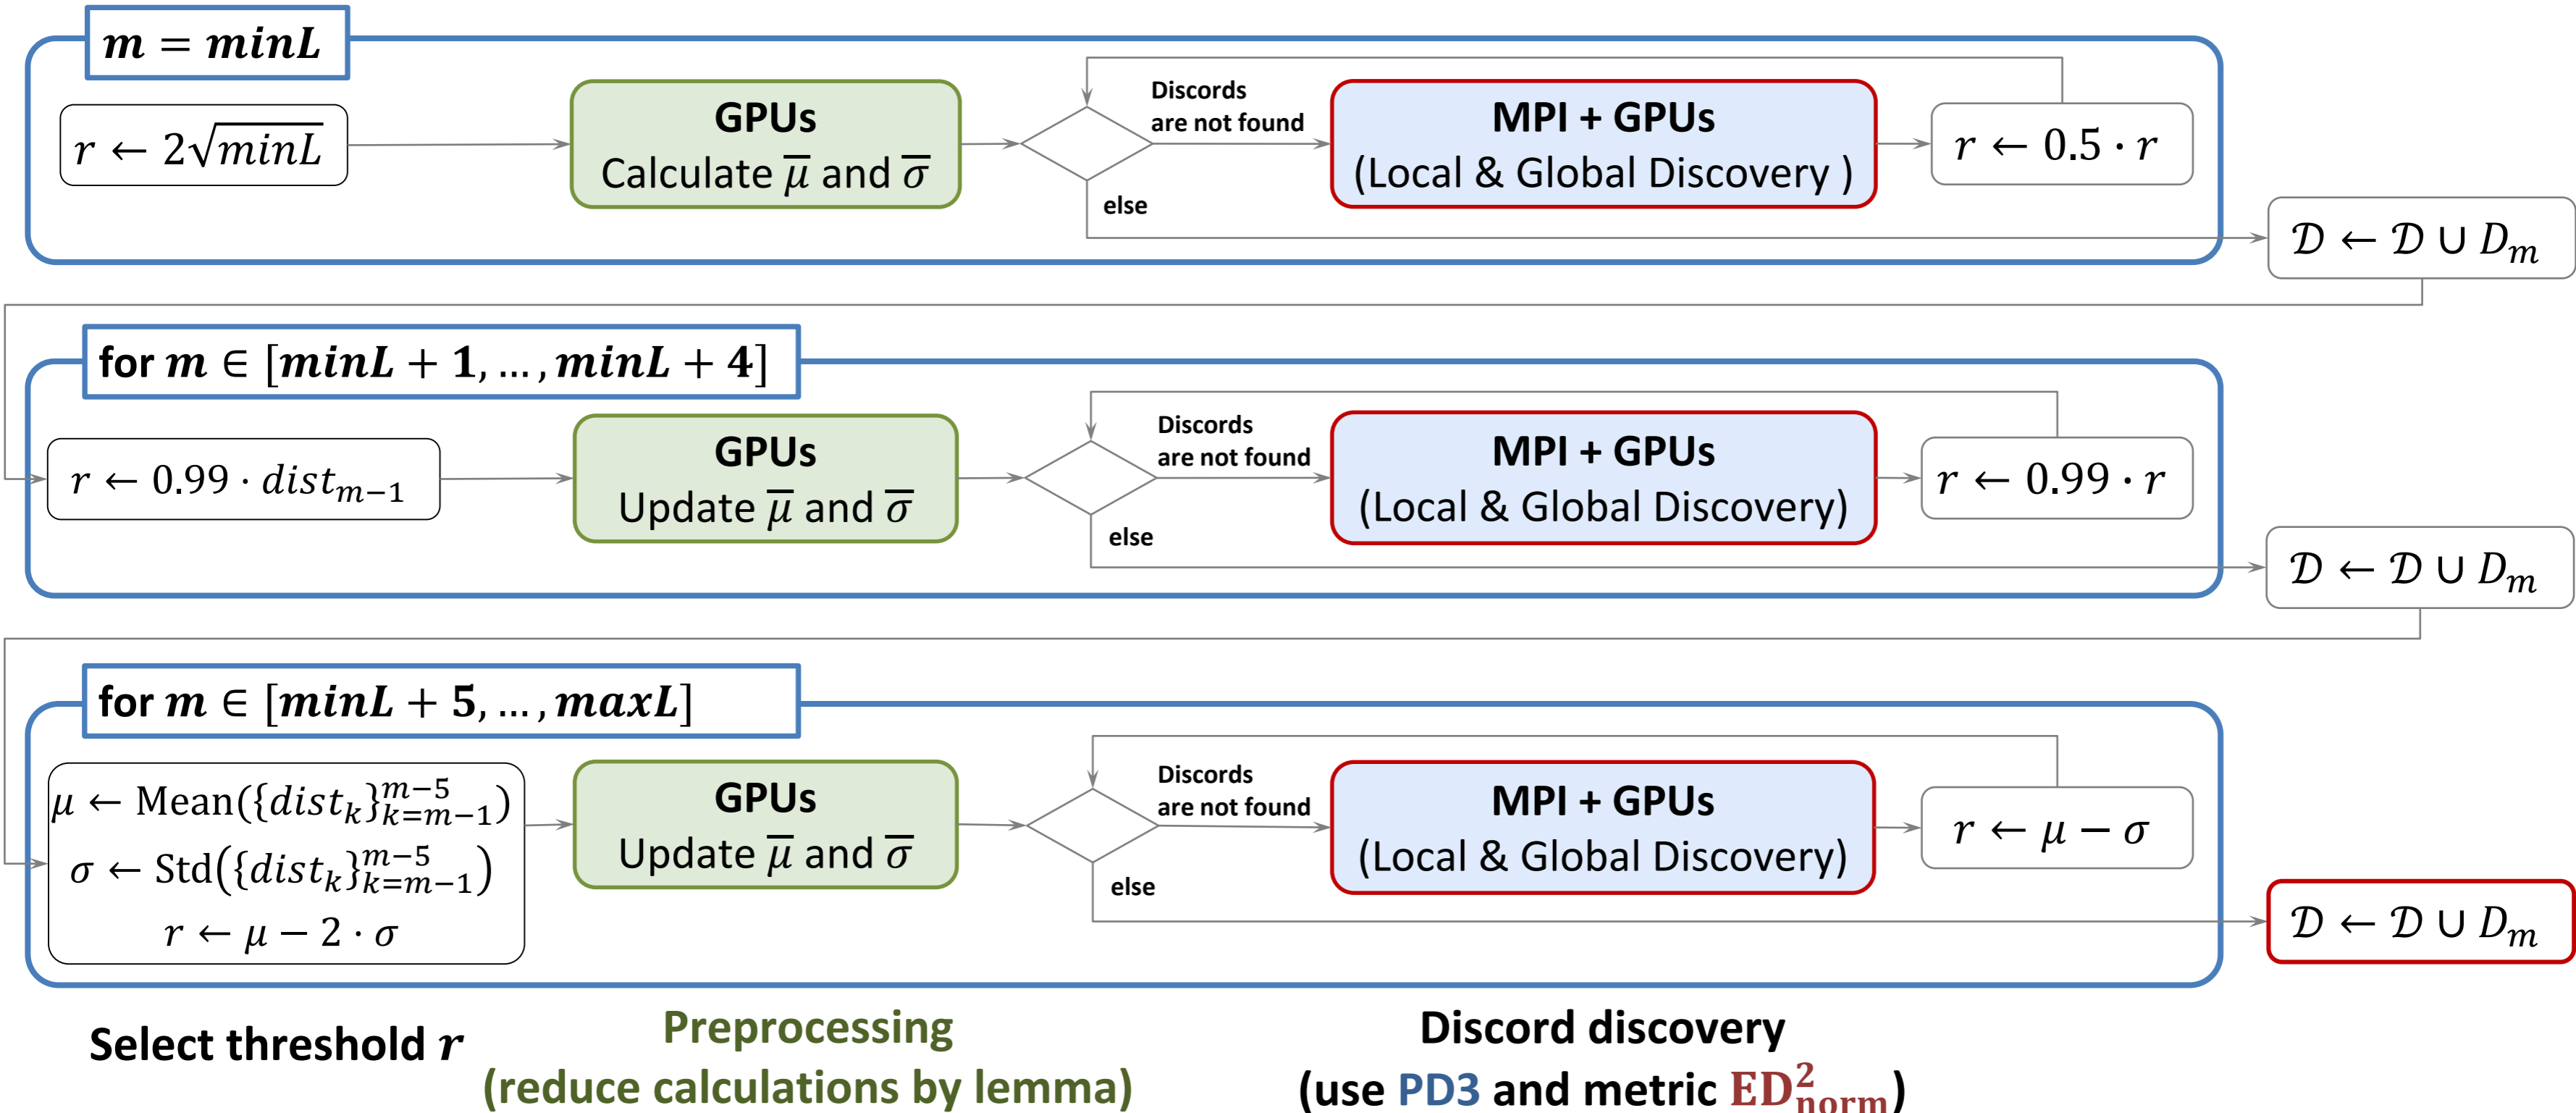 m = minL
r ← 2√minL
GPUs
Calculate μ̅ and σ̅
Discords
are not found
else
MPI + GPUs
(Local & Global Discovery )
r ← 0.5 · r
𝒟 ← 𝒟 ∪ D_m
for m ∈ [minL + 1, … , minL + 4]
r ← 0.99 · dist_{m−1}
GPUs
Update μ̅ and σ̅
Discords
are not found
else
MPI + GPUs
(Local & Global Discovery)
r ← 0.99 · r
𝒟 ← 𝒟 ∪ D_m
for m ∈ [minL + 5, … , maxL]
μ ← Mean({dist_k}_{k=m−1}^{m−5})
σ ← Std({dist_k}_{k=m−1}^{m−5})
r ← μ − 2 · σ
GPUs
Update μ̅ and σ̅
Discords
are not found
else
MPI + GPUs
(Local & Global Discovery)
r ← μ − σ
𝒟 ← 𝒟 ∪ D_m
Select threshold r
Preprocessing
(reduce calculations by lemma)
Discord discovery
(use PD3 and metric ED²_norm)